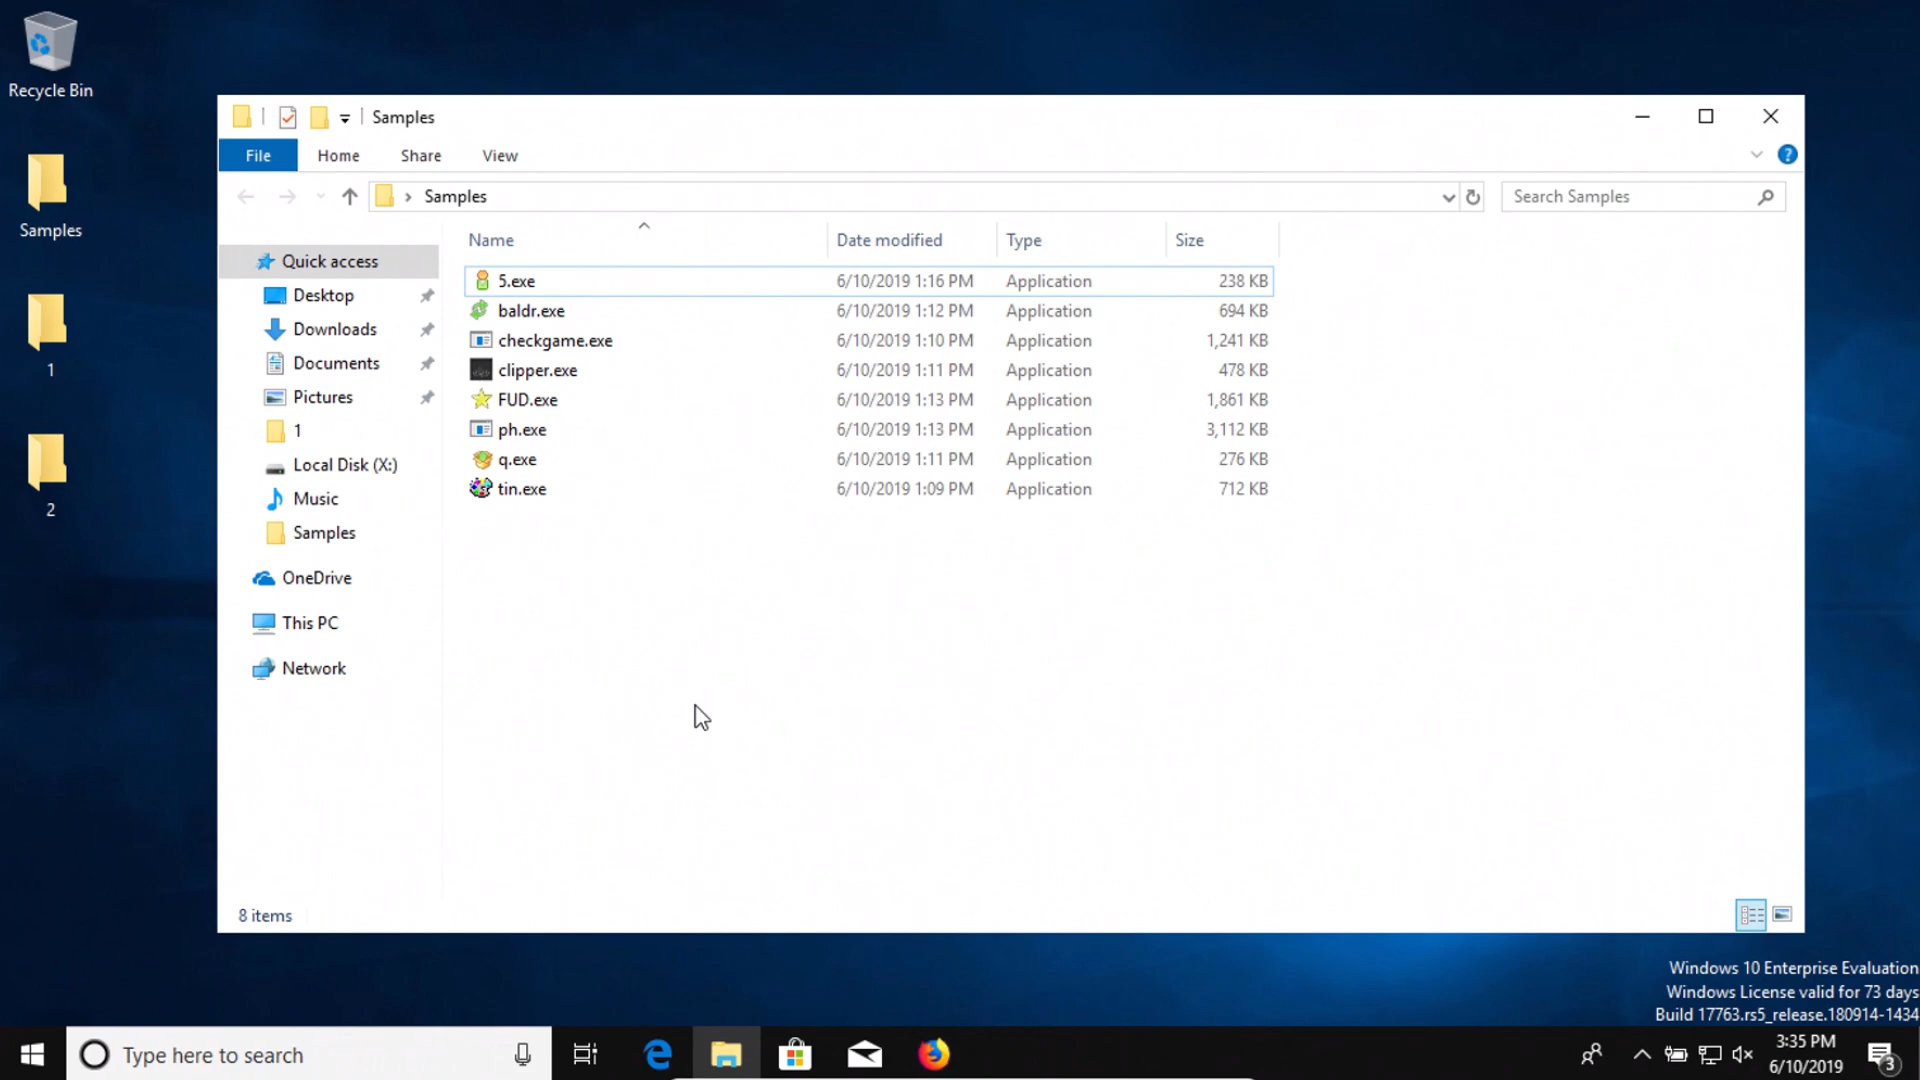 Recycle Bin
Samples
1
2
Samples
File Home Share View
Samples
Search Samples
Name Date modified Type Size
Quick access
Desktop
Downloads
Documents
Pictures
1
Local Disk (X:)
Music
Samples
OneDrive
This PC
Network
5.exe 6/10/2019 1:16 PM Application 238 KB
baldr.exe 6/10/2019 1:12 PM Application 694 KB
checkgame.exe 6/10/2019 1:10 PM Application 1,241 KB
clipper.exe 6/10/2019 1:11 PM Application 478 KB
FUD.exe 6/10/2019 1:13 PM Application 1,861 KB
ph.exe 6/10/2019 1:13 PM Application 3,112 KB
q.exe 6/10/2019 1:11 PM Application 276 KB
tin.exe 6/10/2019 1:09 PM Application 712 KB
8 items
Windows 10 Enterprise Evaluation
Windows License valid for 73 days
Build 17763.rs5_release.180914-1434
Type here to search
3:35 PM
6/10/2019
3